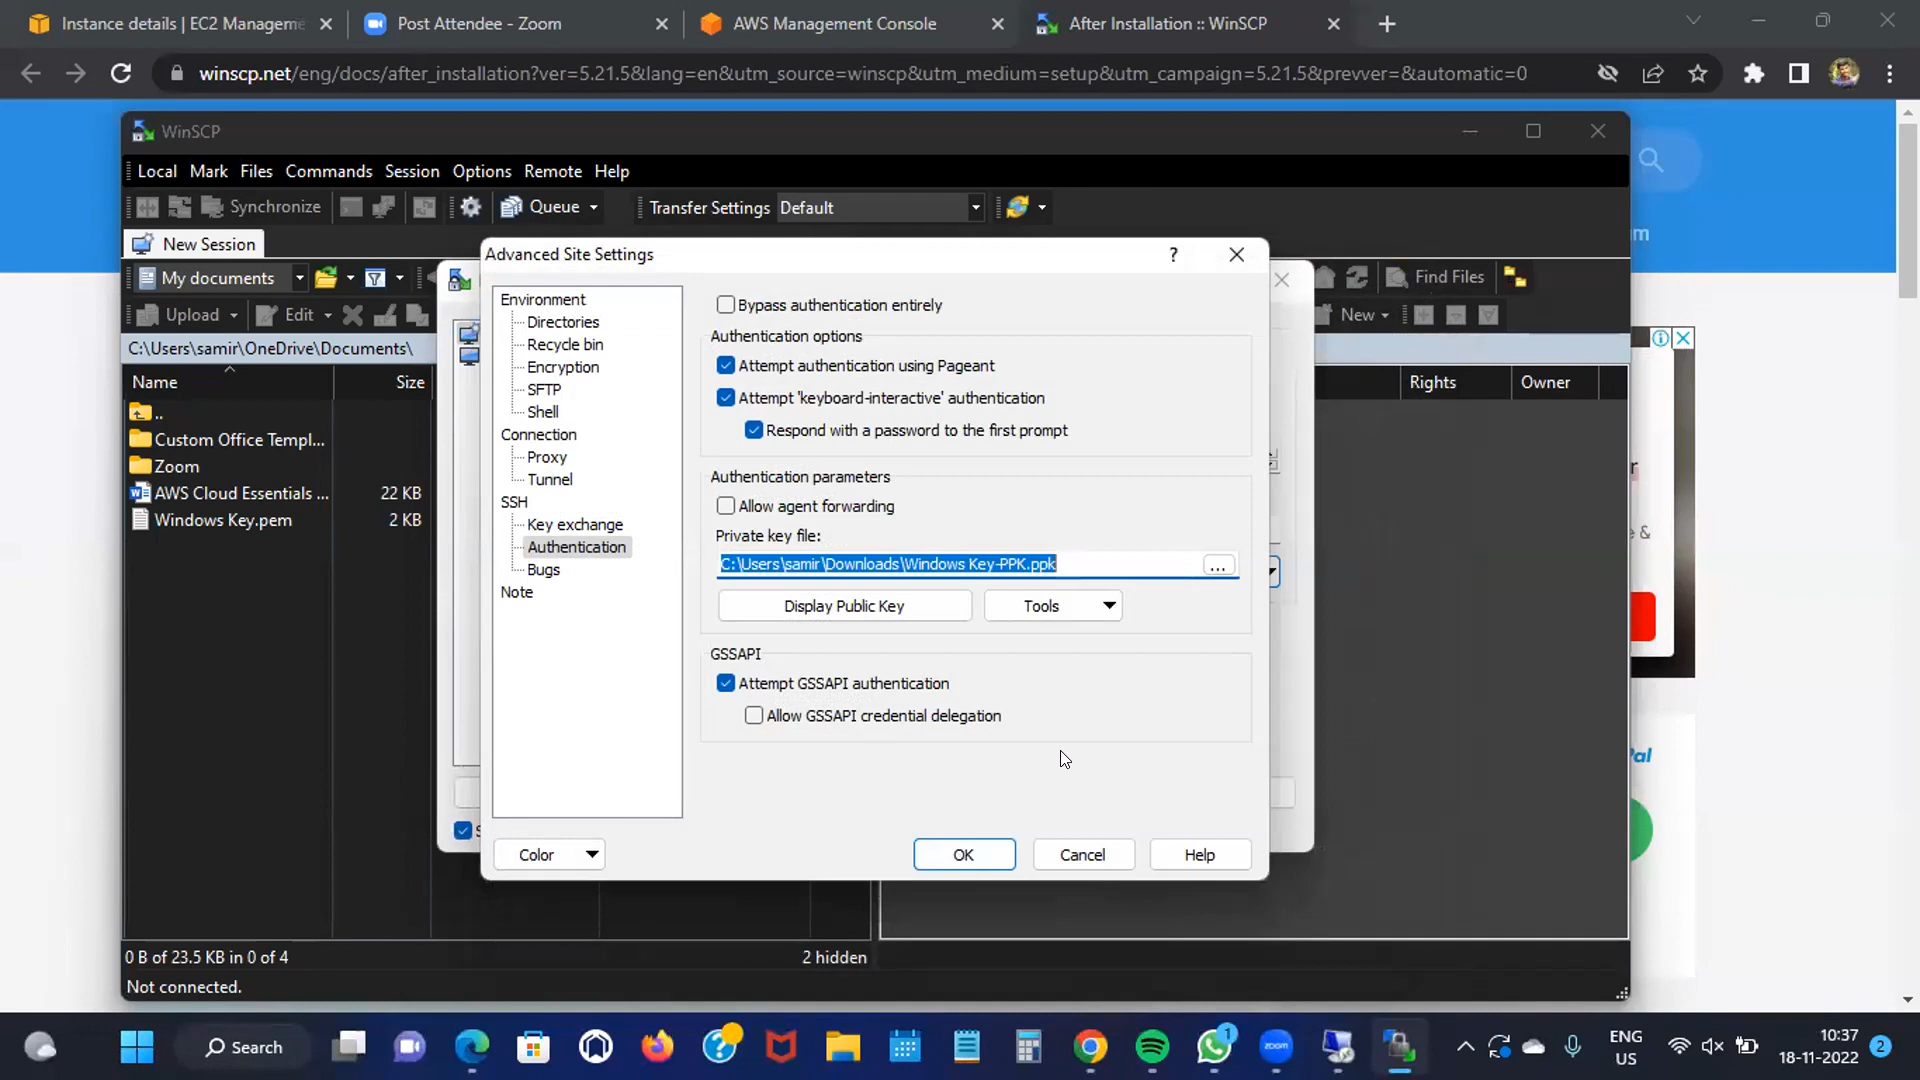 Instance details | EC2 Manageme
Post Attendee - Zoom
AWS Management Console
After Installation :: WinSCP
winscp.net/eng/docs/after_installation?ver=5.21.5&lang=en&utm_source=winscp&utm_medium=setup&utm_campaign=5.21.5&prevver=&automatic=0
WinSCP
Local Mark Files Commands Session Options Remote Help
Synchronize
Queue
Transfer Settings Default
New Session
My documents
Find Files
Upload
Edit
New
C:\Users\samir\OneDrive\Documents\
Name Size
Rights Owner
..
Custom Office Templ...
Zoom
AWS Cloud Essentials ... 22 KB
Windows Key.pem 2 KB
Advanced Site Settings
?
Environment
Directories
Recycle bin
Encryption
SFTP
Shell
Connection
Proxy
Tunnel
SSH
Key exchange
Authentication
Bugs
Note
Bypass authentication entirely
Authentication options
Attempt authentication using Pageant
Attempt 'keyboard-interactive' authentication
Respond with a password to the first prompt
Authentication parameters
Allow agent forwarding
Private key file:
C:\Users\samir\Downloads\Windows Key-PPK.ppk
...
Display Public Key
Tools
GSSAPI
Attempt GSSAPI authentication
Allow GSSAPI credential delegation
Color
OK
Cancel
Help
0 B of 23.5 KB in 0 of 4
2 hidden
Not connected.
m
r
&
Pal
Search
zoom
1
ENG
US
10:37
18-11-2022
2